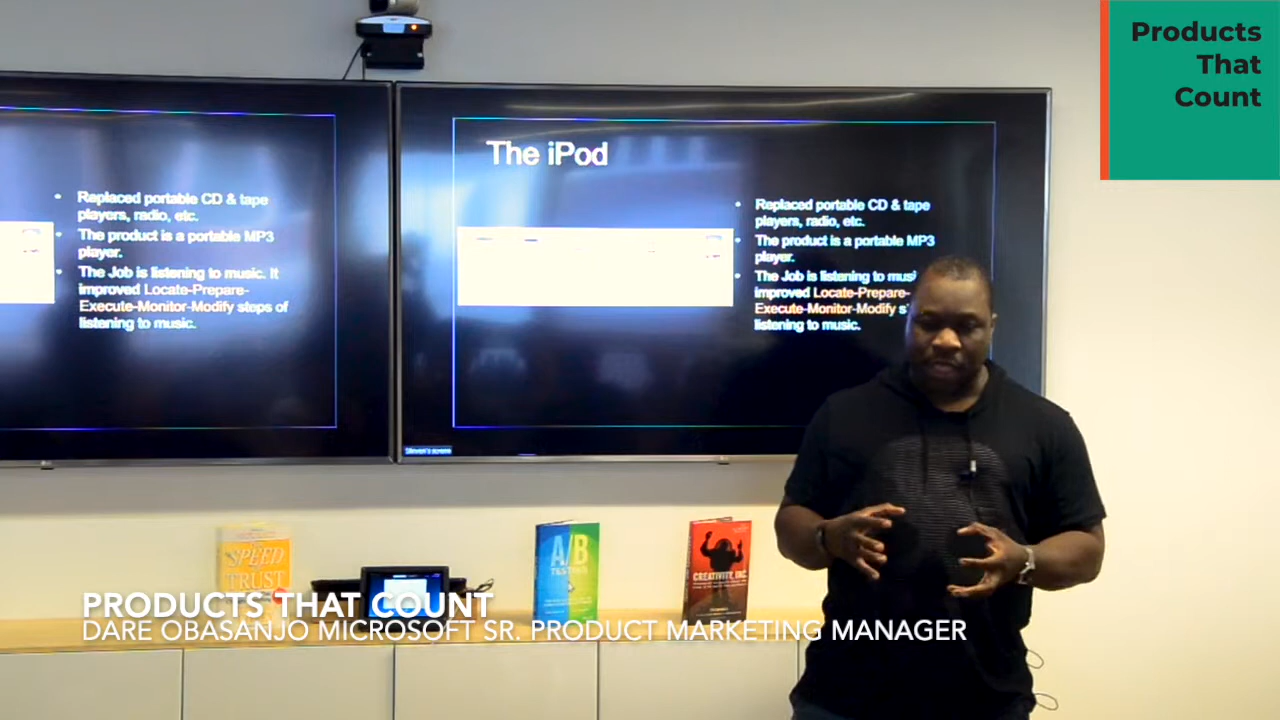 Products
That
Count
Replaced portable CD & tape
players, radio, etc.
The product is a portable MP3
player.
The Job is listening to music. It
improved Locate-Prepare-
Execute-Monitor-Modify steps of
listening to music.
The iPod
Replaced portable CD & tape
players, radio, etc.
The product is a portable MP3
player.
The Job is listening to musi
improved Locate-Prepare-
Execute-Monitor-Modify s
listening to music.
Steven's screen
SPEED
TRUST
A/B
TESTING
CREATIVITY, INC.
PRODUCTS THAT COUNT
DARE OBASANJO MICROSOFT SR. PRODUCT MARKETING MANAGER